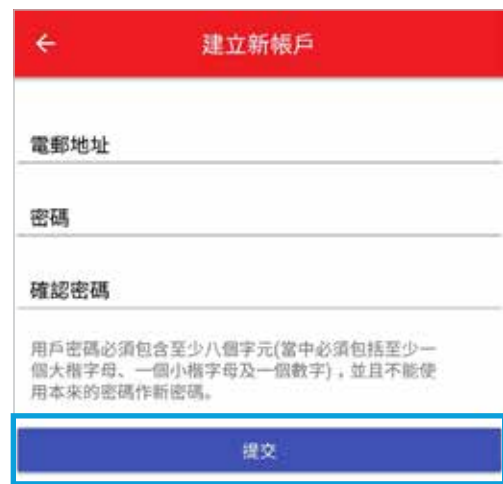 建立新帳戶
電郵地址
密碼
確認密碼
用戶密碼必須包含至少八個字元(當中必須包括至少一
個大楷字母、一個小楷字母及一個數字)，並且不能使
用本來的密碼作新密碼。
提交